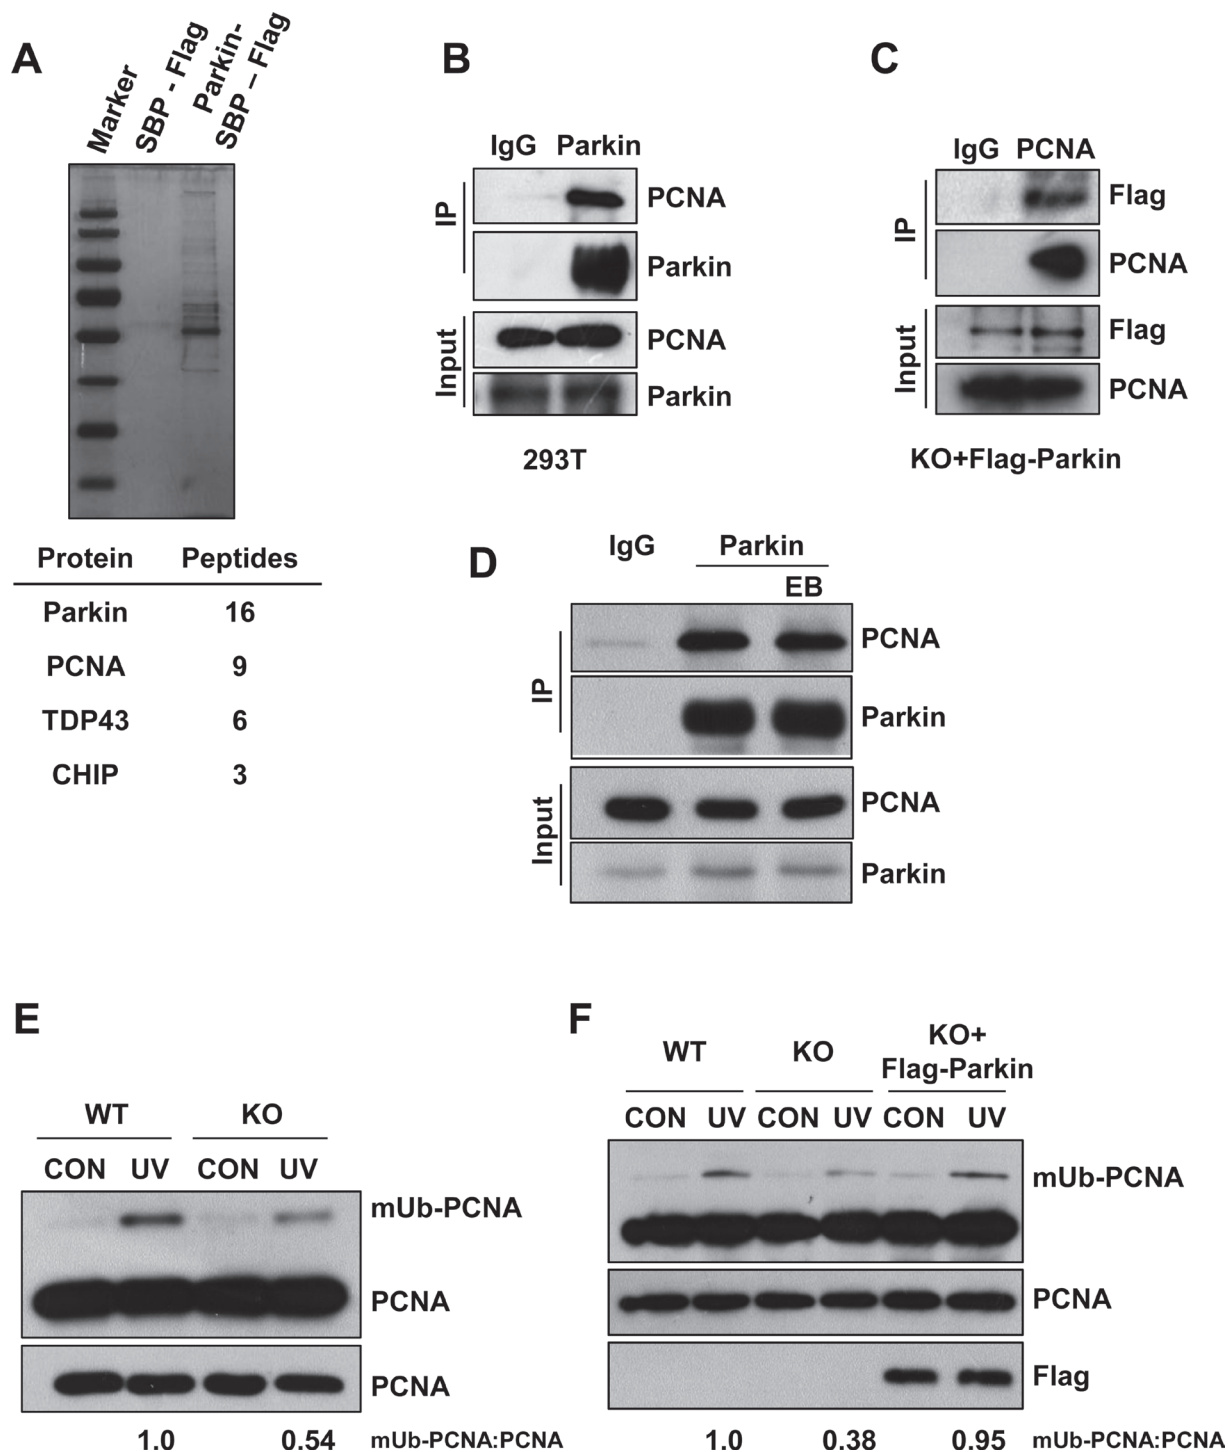 A
Marker
SBP - Flag
Parkin-
SBP – Flag
Protein Peptides
Parkin 16
PCNA 9
TDP43 6
CHIP 3
B
IgG Parkin
IP
PCNA
Parkin
Input
PCNA
Parkin
293T
C
IgG PCNA
IP
Flag
PCNA
Input
Flag
PCNA
KO+Flag-Parkin
D
IgG Parkin
EB
IP
PCNA
Parkin
Input
PCNA
Parkin
E
WT KO
CON UV CON UV
mUb-PCNA
PCNA
PCNA
1.0 0.54 mUb-PCNA:PCNA
F
WT KO KO+
Flag-Parkin
CON UV CON UV CON UV
mUb-PCNA
PCNA
Flag
1.0 0.38 0.95 mUb-PCNA:PCNA